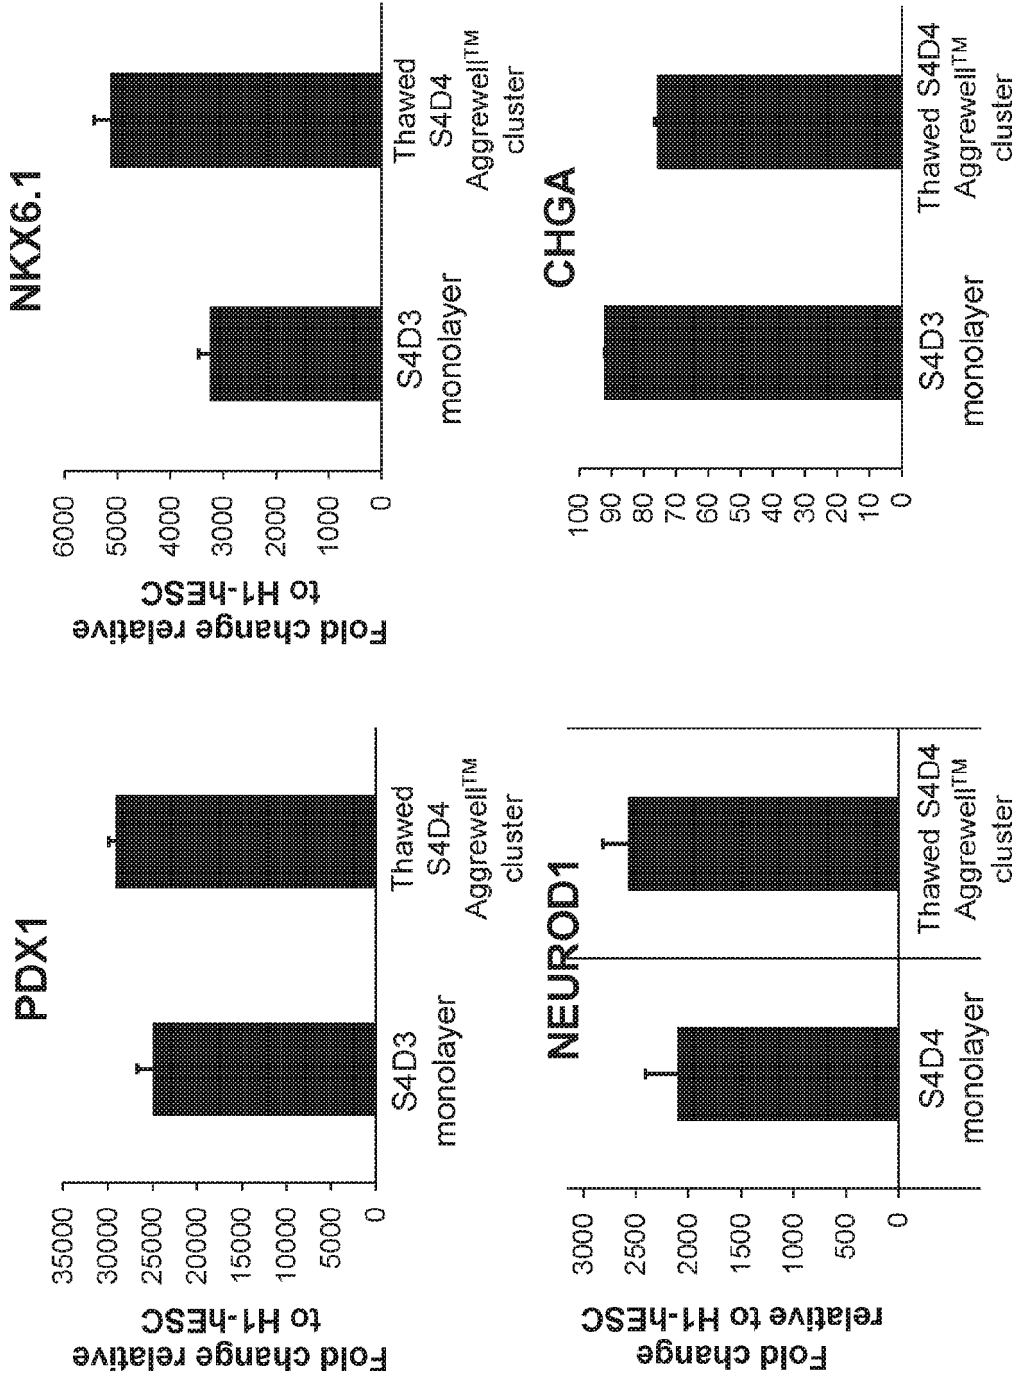 PDX1
Fold change relative
to H1-hESC
35000
30000
25000
20000
15000
10000
5000
0
S4D3
monolayer
Thawed
S4D4
Aggrewell™
cluster
NKX6.1
Fold change relative
to H1-hESC
6000
5000
4000
3000
2000
1000
0
S4D3
monolayer
Thawed
S4D4
Aggrewell™
cluster
NEUROD1
Fold change
relative to H1-hESC
3000
2500
2000
1500
1000
500
0
S4D4
monolayer
Thawed S4D4
Aggrewell™
cluster
CHGA
100
90
80
70
60
50
40
30
20
10
0
S4D3
monolayer
Thawed S4D4
Aggrewell™
cluster